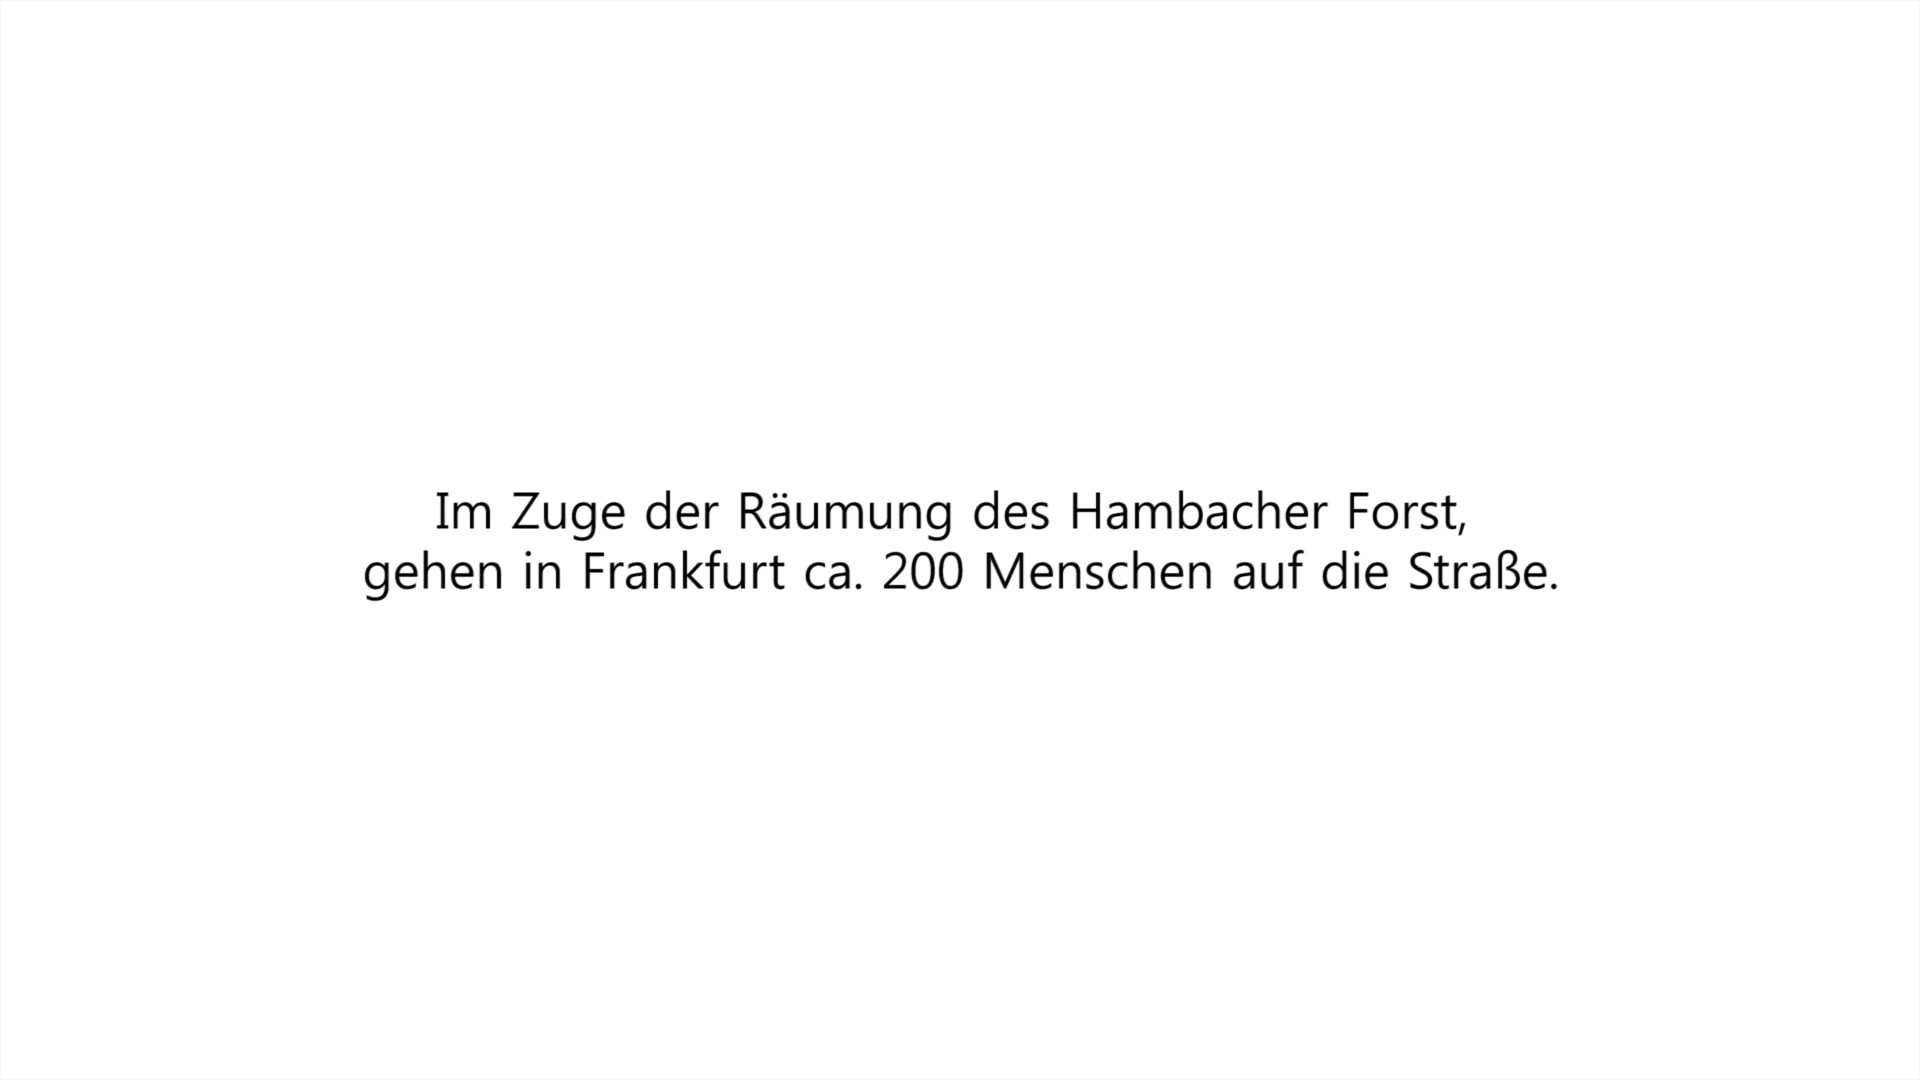 Im Zuge der Räumung des Hambacher Forst,
gehen in Frankfurt ca. 200 Menschen auf die Straße.